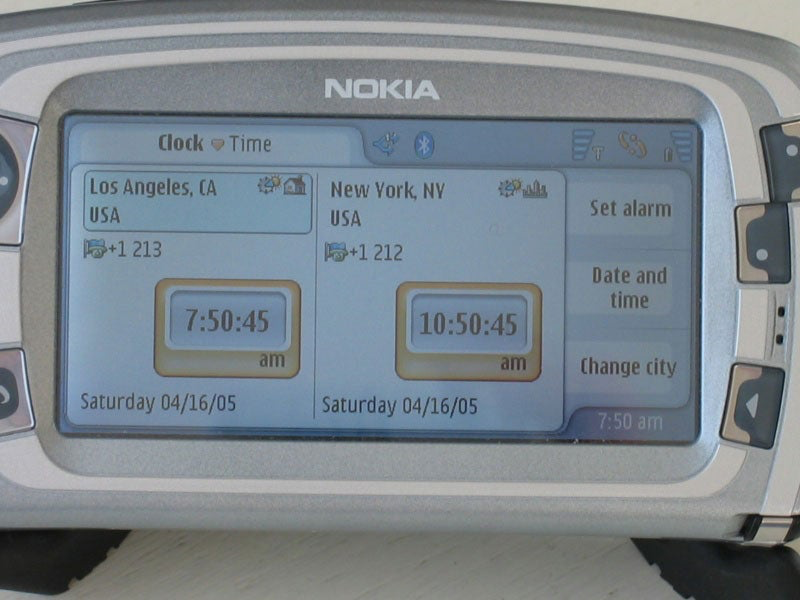 NOKIA
Clock Time
Los Angeles, CA
USA
+1 213
7:50:45
am
Saturday 04/16/05
New York, NY
USA
+1 212
10:50:45
am
Saturday 04/16/05
Set alarm
Date and
time
Change city
7:50 am